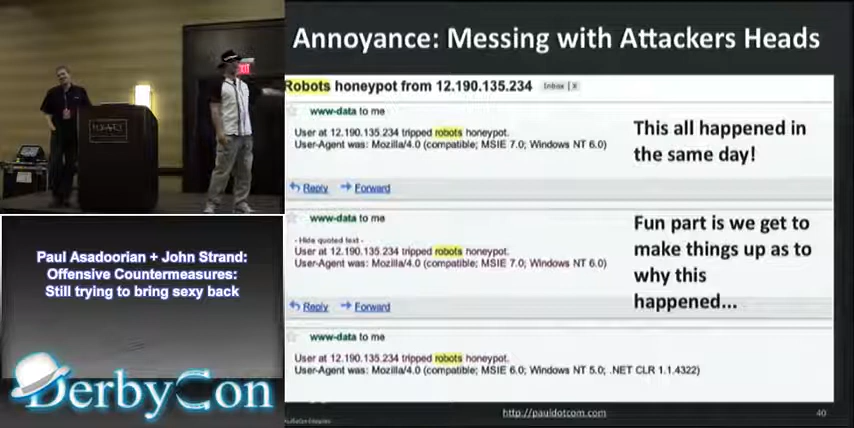 Annoyance: Messing with Attackers Heads
Robots honeypot from 12.190.135.234 Inbox | X
www-data to me
User at 12.190.135.234 tripped robots honeypot.
User-Agent was: Mozilla/4.0 (compatible; MSIE 7.0; Windows NT 6.0)
This all happened in
the same day!
Reply Forward
www-data to me
- Hide quoted text -
User at 12.190.135.234 tripped robots honeypot.
User-Agent was: Mozilla/4.0 (compatible; MSIE 7.0; Windows NT 6.0)
Fun part is we get to
make things up as to
why this
happened...
Reply Forward
www-data to me
User at 12.190.135.234 tripped robots honeypot.
User-Agent was: Mozilla/4.0 (compatible; MSIE 6.0; Windows NT 5.0; .NET CLR 1.1.4322)
http://pauldotcom.com
40
HYATT
EXIT
Paul Asadoorian + John Strand:
Offensive Countermeasures:
Still trying to bring sexy back
DerbyCon